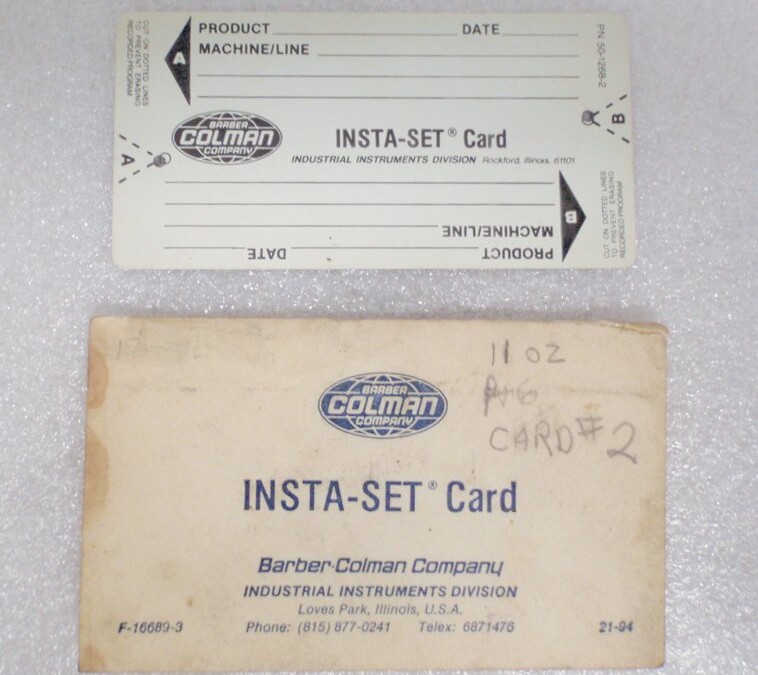 PRODUCT DATE
MACHINE/LINE
CUT ON DOTTED LINES
TO PREVENT ERASING
RECORDED PROGRAM
A
PN 50-1268-2
B
A
BARBER
COLMAN
COMPANY
INSTA-SET® Card
INDUSTRIAL INSTRUMENTS DIVISION Rockford, Illinois, 61101
B
CUT ON DOTTED LINES
TO PREVENT ERASING
RECORDED PROGRAM
MACHINE/LINE
PRODUCT DATE
11 OZ
CARD #2
BARBER
COLMAN
COMPANY
INSTA-SET® Card
Barber-Colman Company
INDUSTRIAL INSTRUMENTS DIVISION
Loves Park, Illinois, U.S.A.
F-16689-3 Phone: (815) 877-0241 Telex: 6871476 21-94